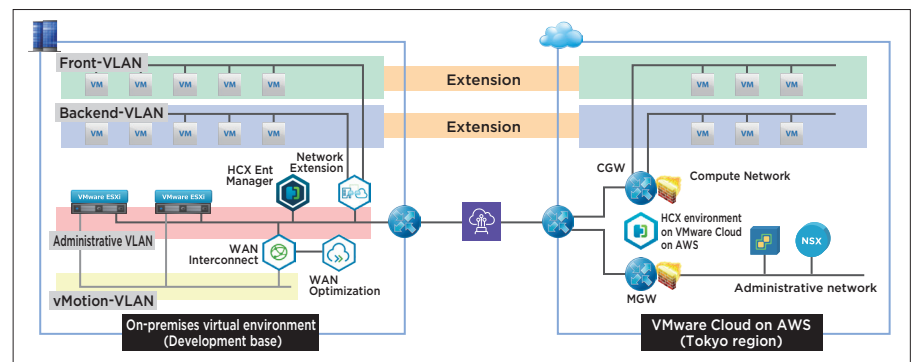 Front-VLAN
VM VM VM VM VM
Extension
VM VM VM
Backend-VLAN
VM VM VM VM VM
Extension
VM VM VM
HCX Ent
Manager
Network
Extension
CGW
Compute Network
VMware ESXi
VMware ESXi
Administrative VLAN
HCX environment
on VMware Cloud
on AWS
NSX
WAN
Interconnect
WAN
Optimization
MGW
Administrative network
vMotion-VLAN
On-premises virtual environment
(Development base)
VMware Cloud on AWS
(Tokyo region)